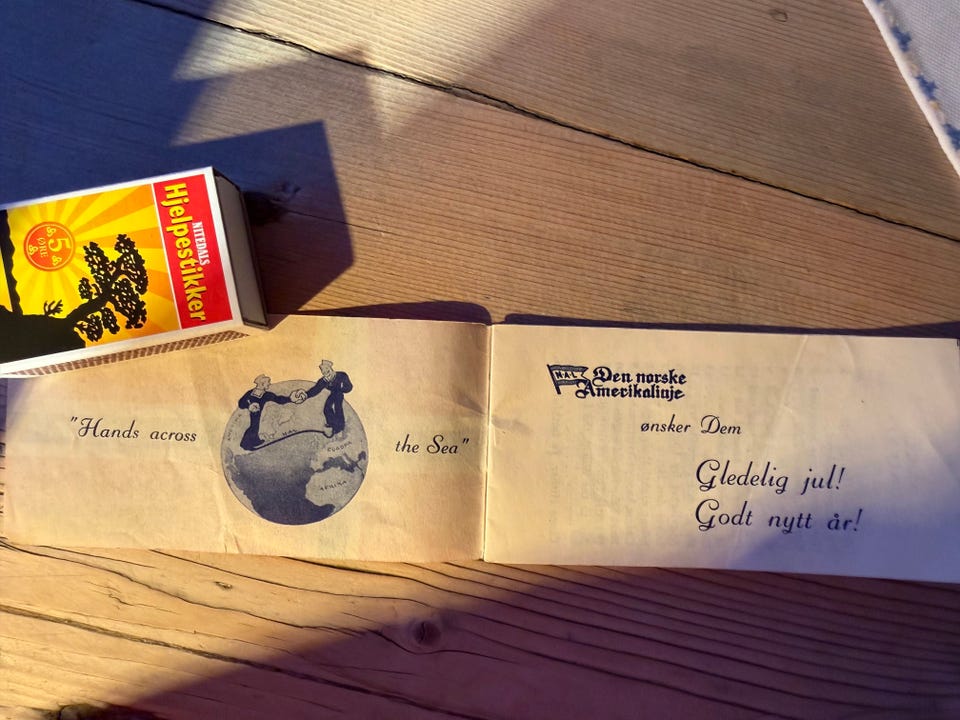 NITEDALS
Hjelpestikker
5
ØRE
"Hands across
the Sea"
EUROPA
AFRIKA
N.A.L
Den norske
Amerikalinje
ønsker Dem
Gledelig jul!
Godt nytt år!